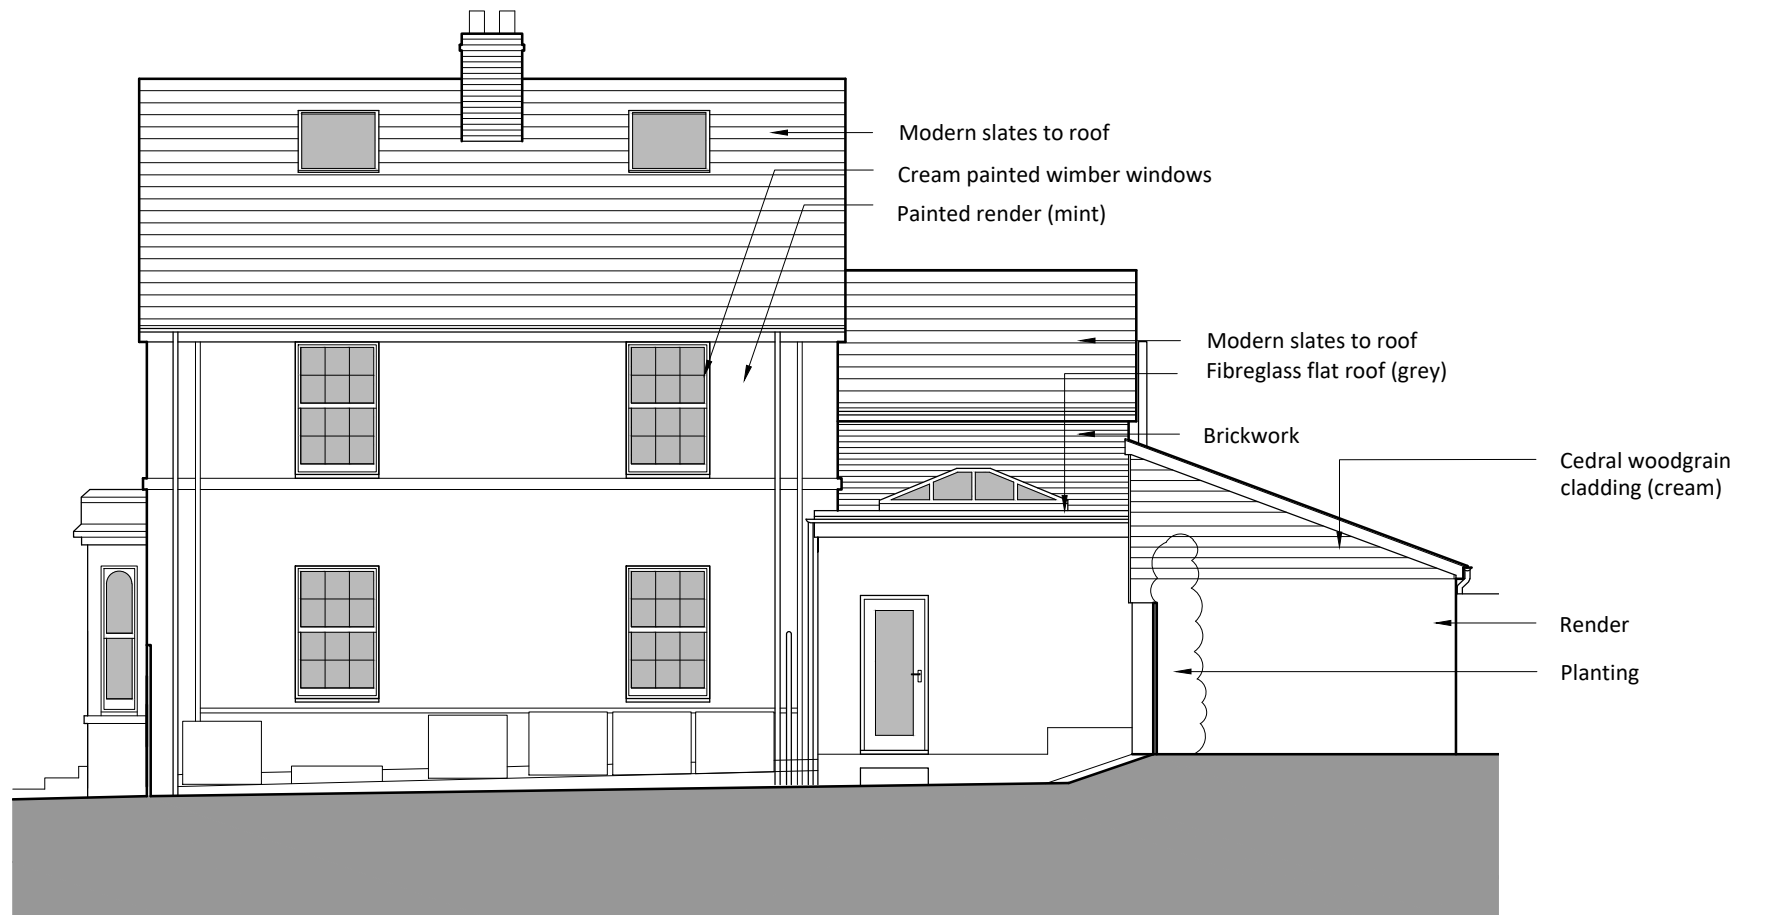 Modern slates to roof
Cream painted wimber windows
Painted render (mint)
Modern slates to roof
Fibreglass flat roof (grey)
Brickwork
Cedral woodgrain
cladding (cream)
Render
Planting